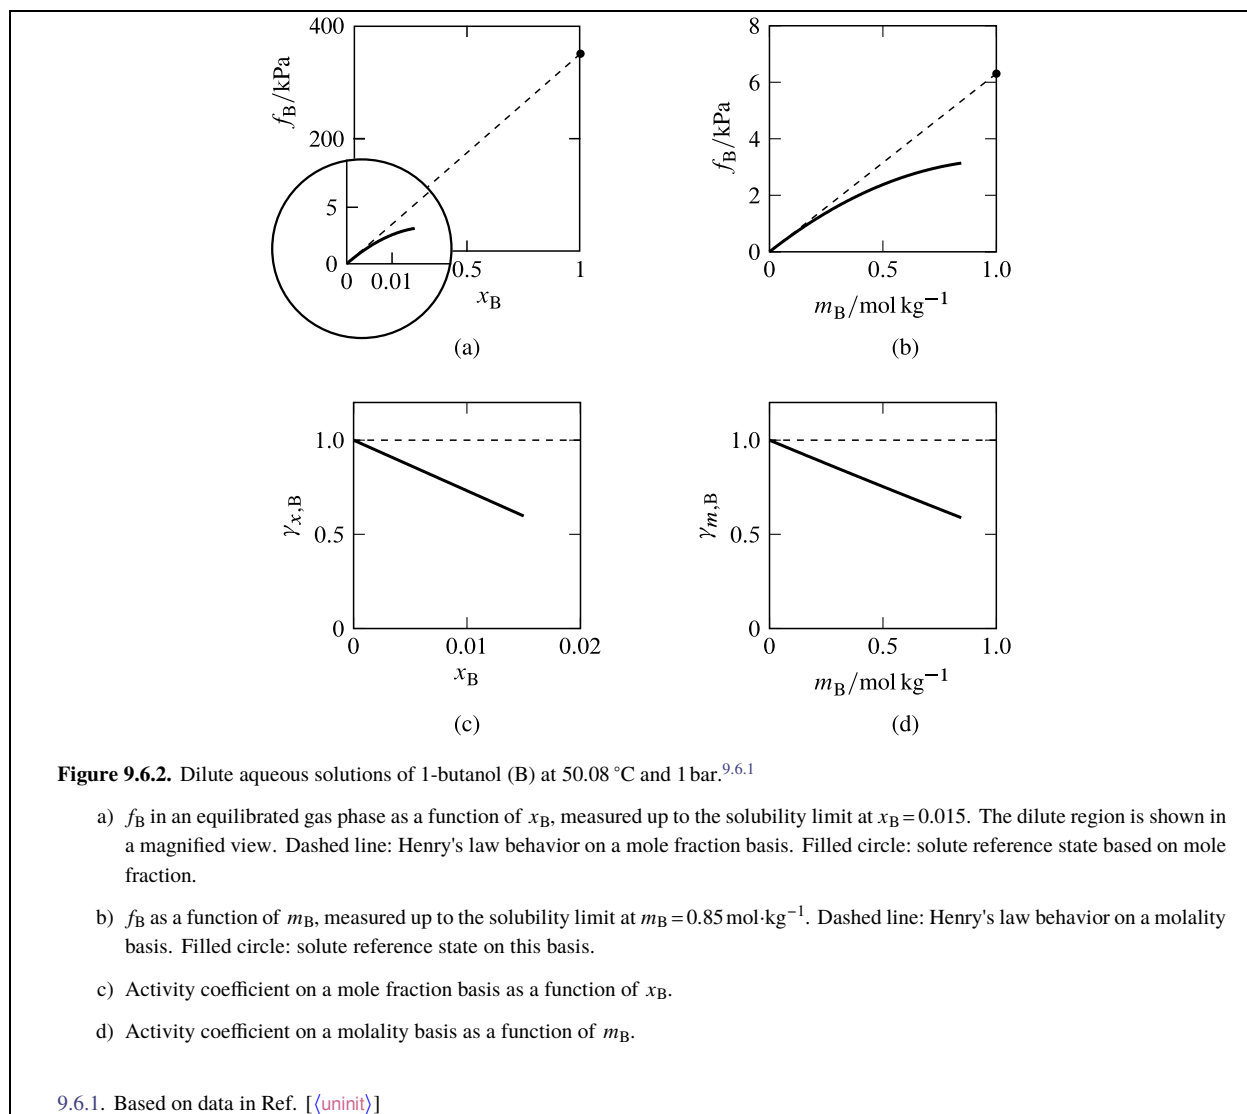 400
200
f_B/kPa
5
0
0 0.01 0.5 1
x_B
(a)
8
6
4
2
0
f_B/kPa
0 0.5 1.0
m_B/mol kg⁻¹
(b)
1.0
0.5
0
γ_{x,B}
0 0.01 0.02
x_B
(c)
1.0
0.5
0
γ_{m,B}
0 0.5 1.0
m_B/mol kg⁻¹
(d)
Figure 9.6.2. Dilute aqueous solutions of 1-butanol (B) at 50.08 °C and 1 bar.⁹·⁶·¹
a) f_B in an equilibrated gas phase as a function of x_B, measured up to the solubility limit at x_B = 0.015. The dilute region is shown in
a magnified view. Dashed line: Henry's law behavior on a mole fraction basis. Filled circle: solute reference state based on mole
fraction.
b) f_B as a function of m_B, measured up to the solubility limit at m_B = 0.85 mol·kg⁻¹. Dashed line: Henry's law behavior on a molality
basis. Filled circle: solute reference state on this basis.
c) Activity coefficient on a mole fraction basis as a function of x_B.
d) Activity coefficient on a molality basis as a function of m_B.
9.6.1. Based on data in Ref. [⟨uninit⟩]